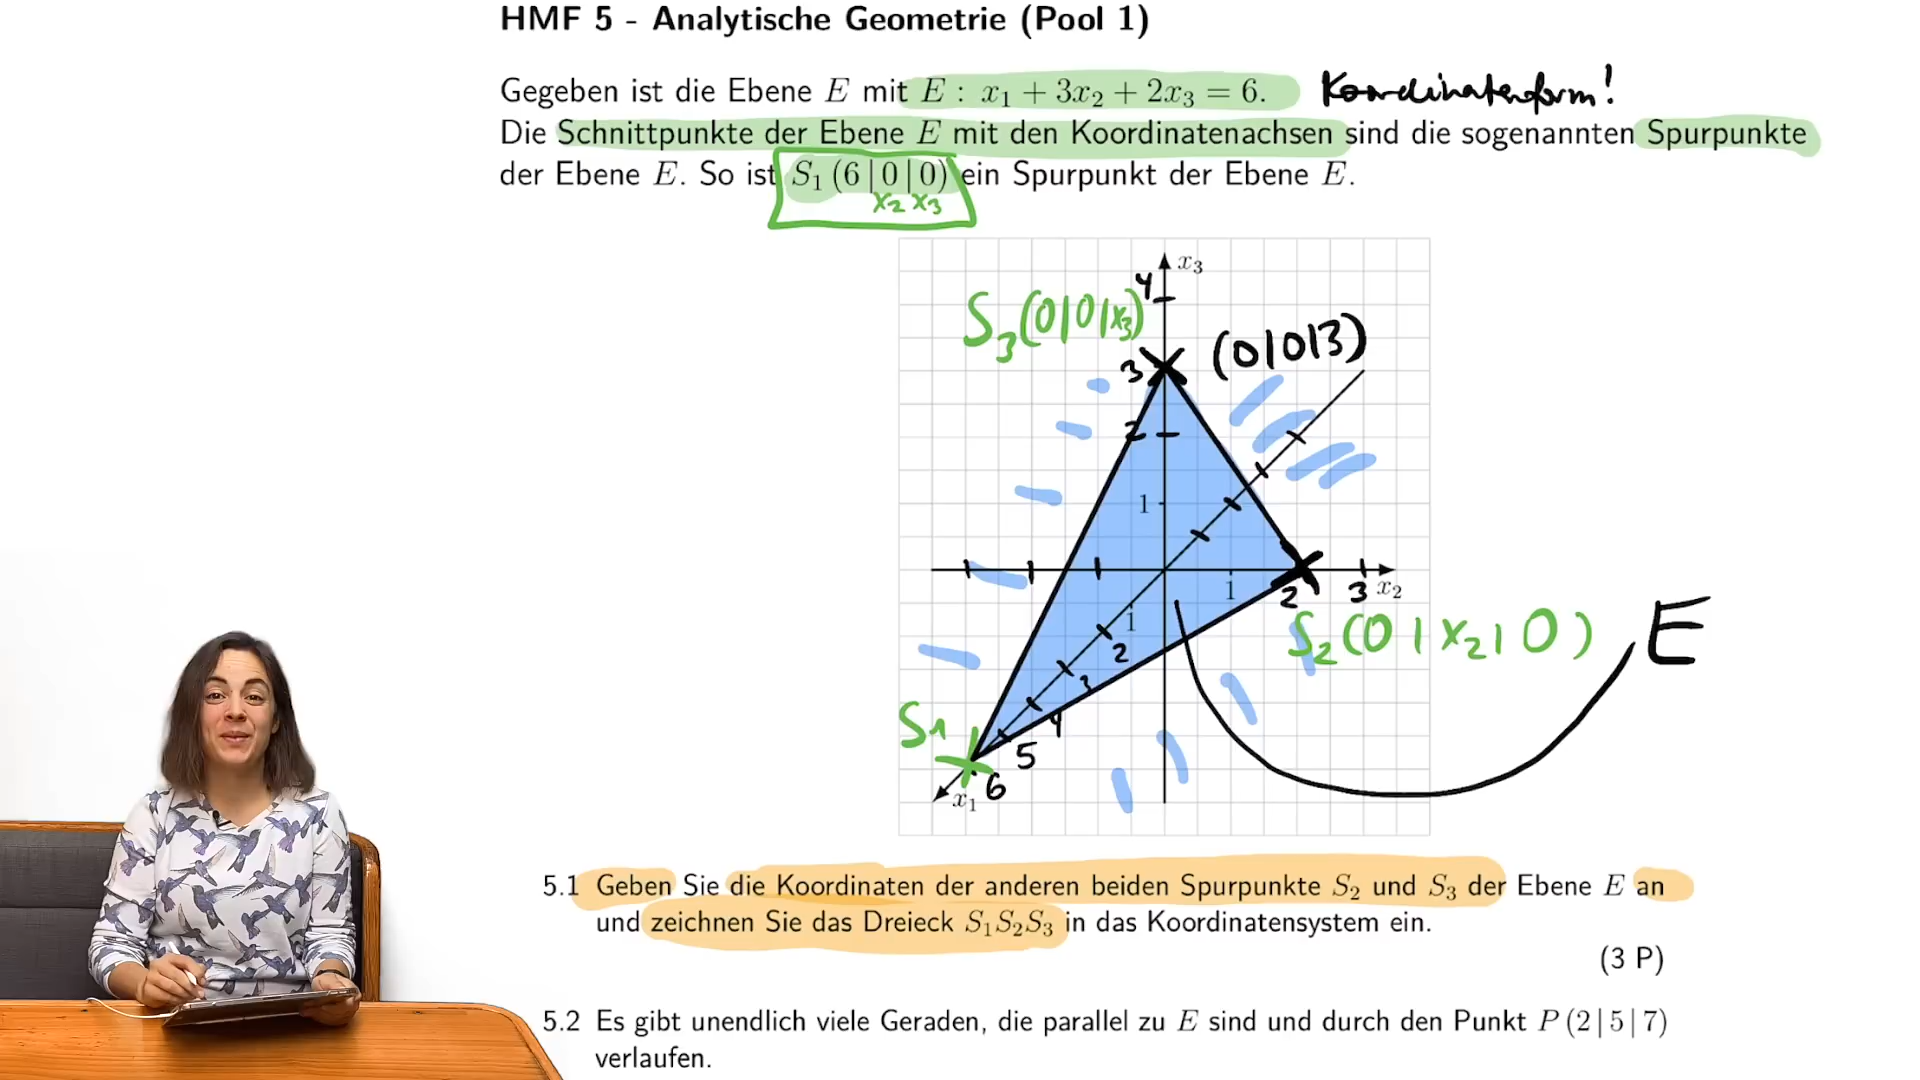 HMF 5 - Analytische Geometrie (Pool 1)
Gegeben ist die Ebene E mit E : x₁ + 3x₂ + 2x₃ = 6. Koordinatenform!
Die Schnittpunkte der Ebene E mit den Koordinatenachsen sind die sogenannten Spurpunkte
der Ebene E. So ist S₁ (6 | 0 | 0) ein Spurpunkt der Ebene E.
x₂ x₃
x₃
4
S₃(0|0|x₃)
(0|0|3)
3
2
1
1
2
3 x₂
S₂(0 | x₂ | 0)
E
1
2
3
4
S1
5
6
x₁
5.1 Geben Sie die Koordinaten der anderen beiden Spurpunkte S₂ und S₃ der Ebene E an
und zeichnen Sie das Dreieck S₁S₂S₃ in das Koordinatensystem ein.
(3 P)
5.2 Es gibt unendlich viele Geraden, die parallel zu E sind und durch den Punkt P (2 | 5 | 7)
verlaufen.